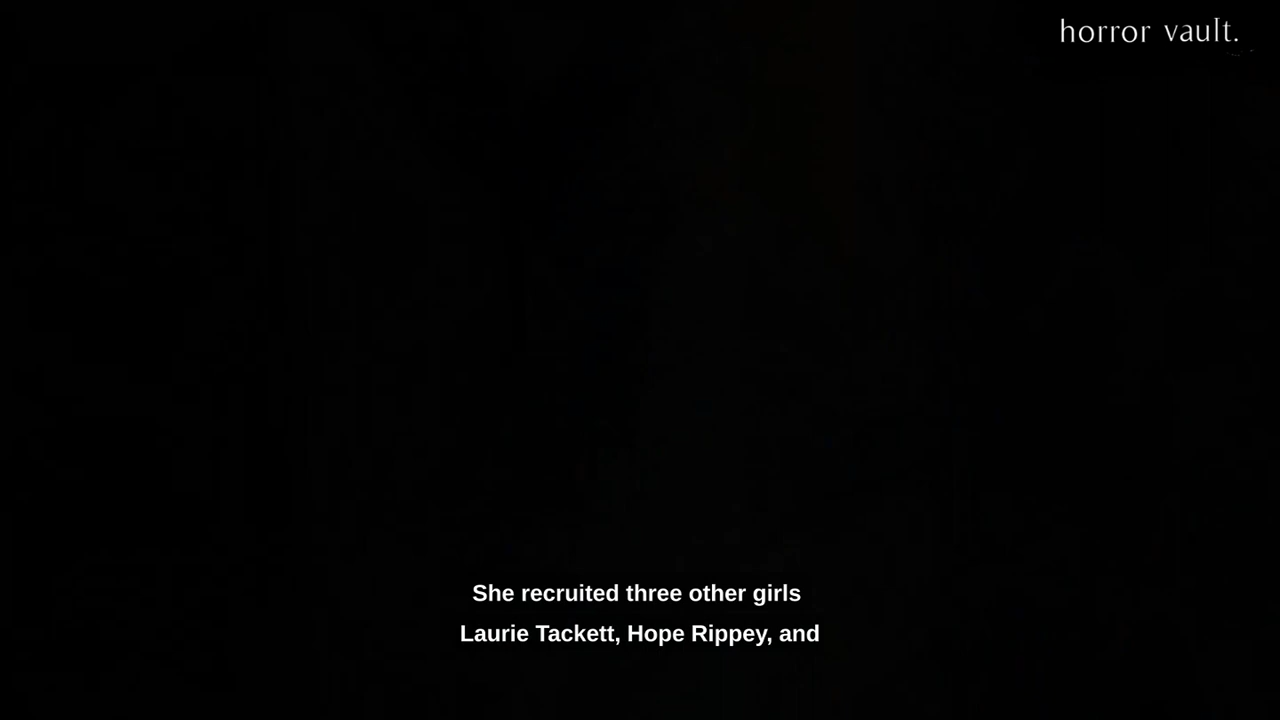 horror vault.
She recruited three other girls
Laurie Tackett, Hope Rippey, and